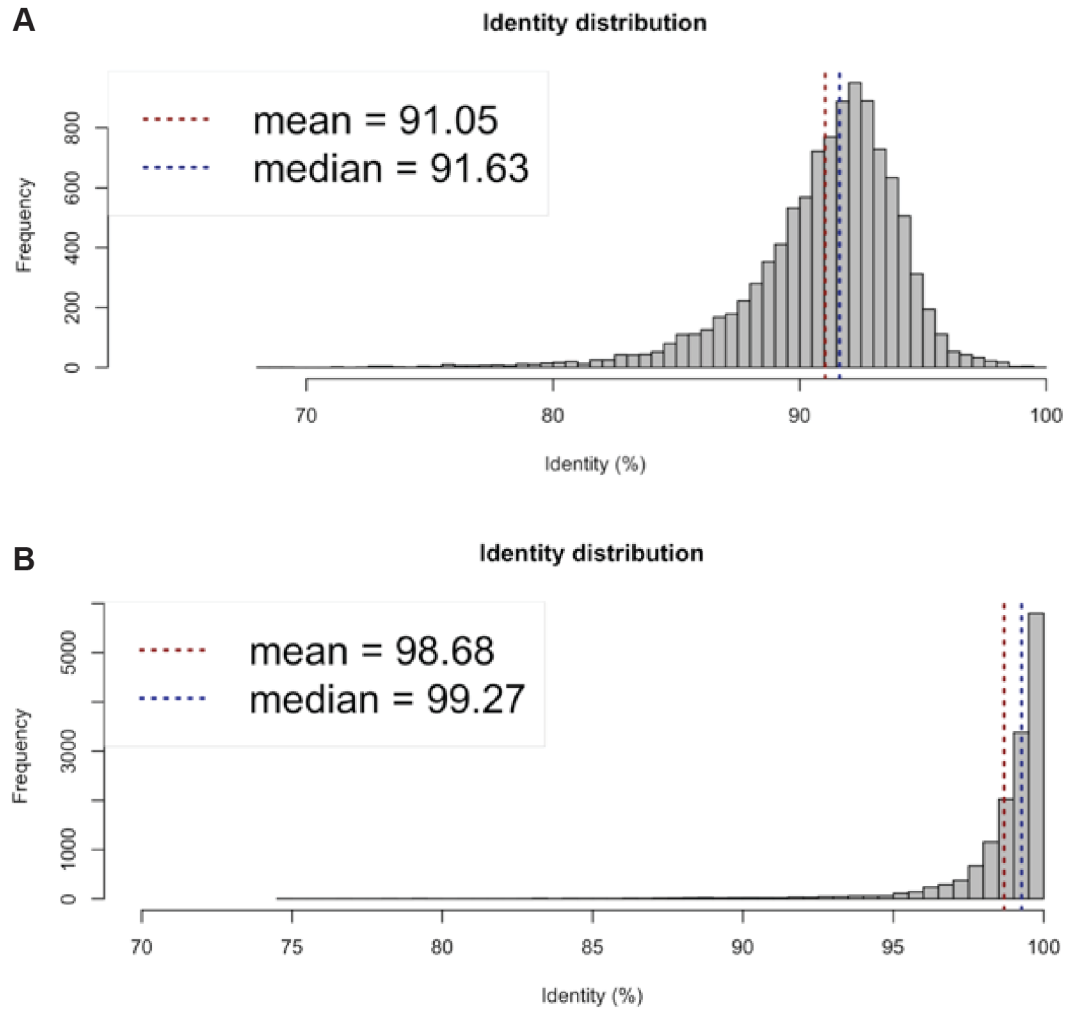 A
Identity distribution
mean = 91.05
median = 91.63
Frequency
0
200
400
600
800
70
80
90
100
Identity (%)
B
Identity distribution
mean = 98.68
median = 99.27
Frequency
0
1000
3000
5000
70
75
80
85
90
95
100
Identity (%)